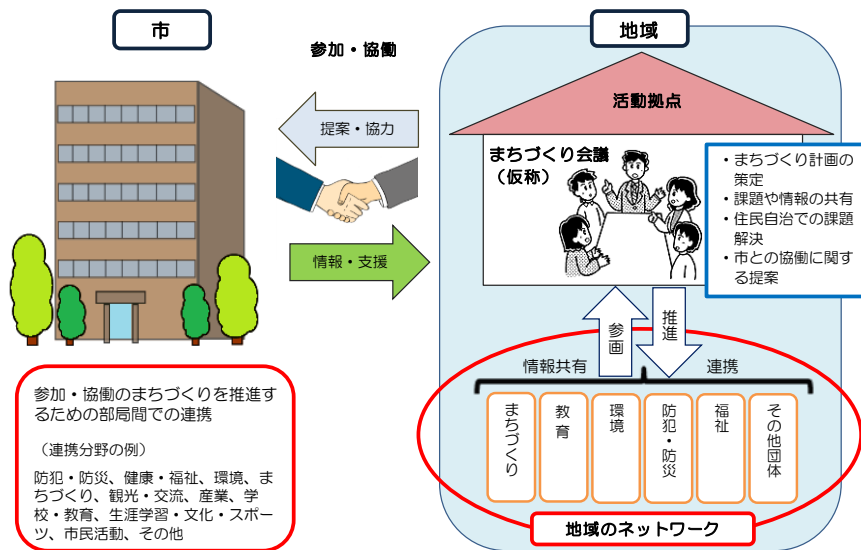 市
参加・協働
提案・協力
情報・支援
参加・協働のまちづくりを推進す
るための部局間での連携
（連携分野の例）
防犯・防災、健康・福祉、環境、ま
ちづくり、観光・交流、産業、学
校・教育、生涯学習・文化・スポー
ツ、市民活動、その他
地域
活動拠点
まちづくり会議
（仮称）
・まちづくり計画の
策定
・課題や情報の共有
・住民自治での課題
解決
・市との協働に関す
る提案
参画
推進
情報共有
連携
まちづくり
教育
環境
防犯・防災
福祉
その他団体
地域のネットワーク